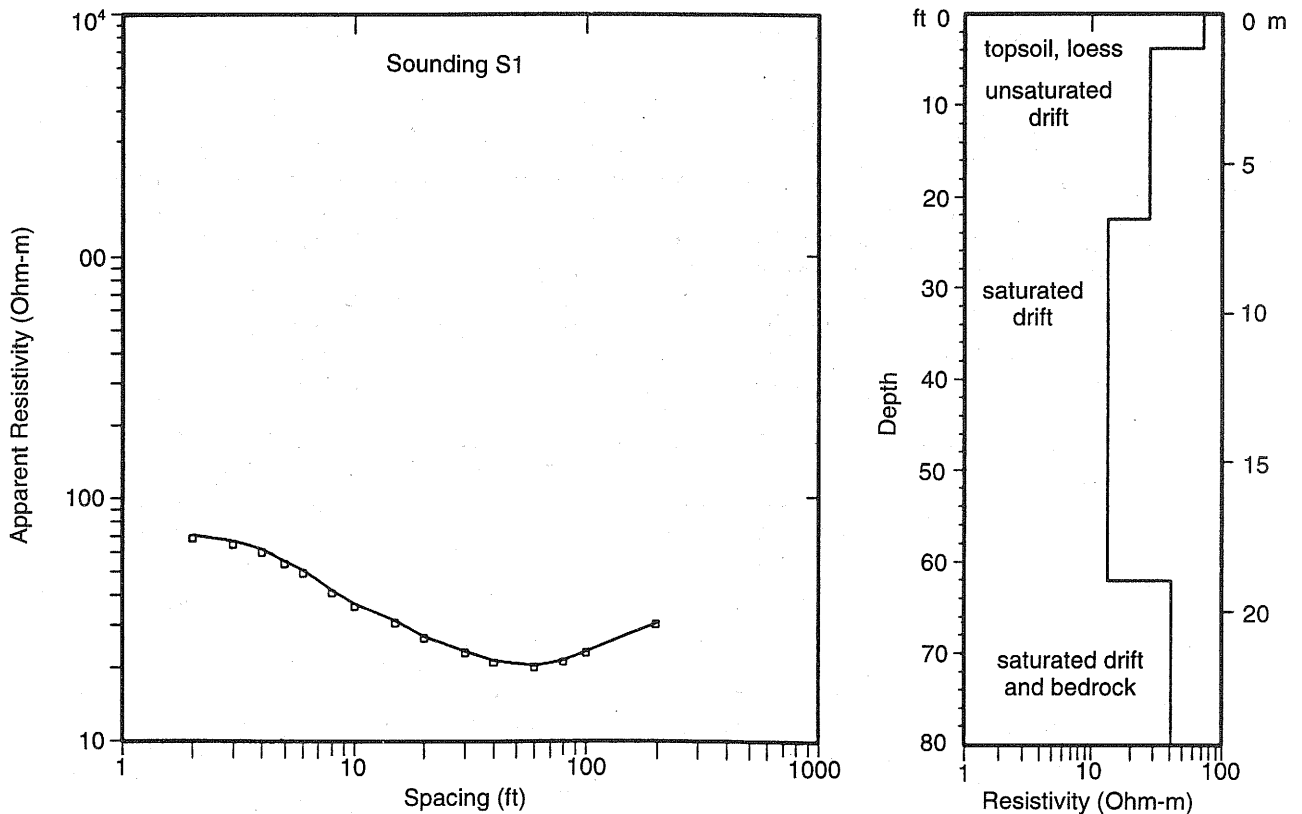 Sounding S1
Apparent Resistivity (Ohm-m)
10⁴
00
100
10
1
10
100
1000
Spacing (ft)
ft 0
0 m
topsoil, loess
unsaturated
drift
saturated
drift
saturated drift
and bedrock
Depth
10
20
30
40
50
60
70
80
5
10
15
20
1
10
100
Resistivity (Ohm-m)